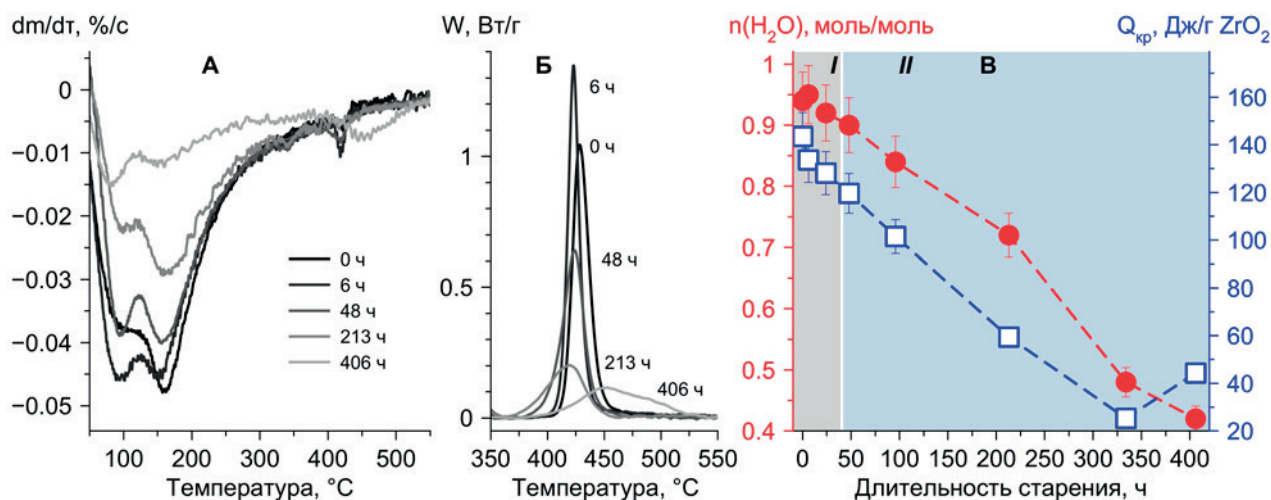 dm/dτ, %/с
А
0
−0.01
−0.02
−0.03
−0.04
−0.05
0 ч
6 ч
48 ч
213 ч
406 ч
100 200 300 400 500
Температура, °C
W, Вт/г
Б
6 ч
0 ч
48 ч
213 ч
406 ч
1
0.5
0
350 400 450 500 550
Температура, °C
n(H₂O), моль/моль
Qкр, Дж/г ZrO₂
I II В
1
0.9
0.8
0.7
0.6
0.5
0.4
160
140
120
100
80
60
40
20
0 50 100 150 200 250 300 350 400
Длительность старения, ч